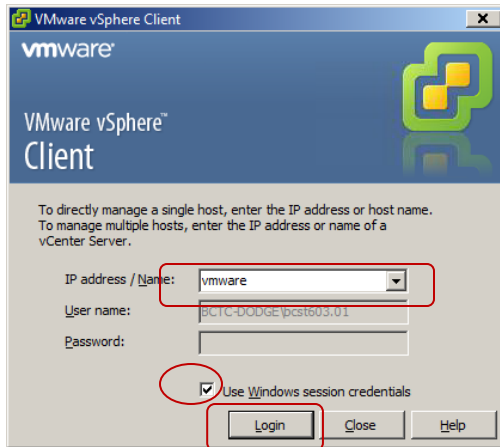 VMware vSphere Client
vmware®
VMware vSphere™
Client
To directly manage a single host, enter the IP address or host name.
To manage multiple hosts, enter the IP address or name of a
vCenter Server.
IP address / Name: vmware
User name: BCTC-DODGE\bcst603.01
Password:
Use Windows session credentials
Login Close Help